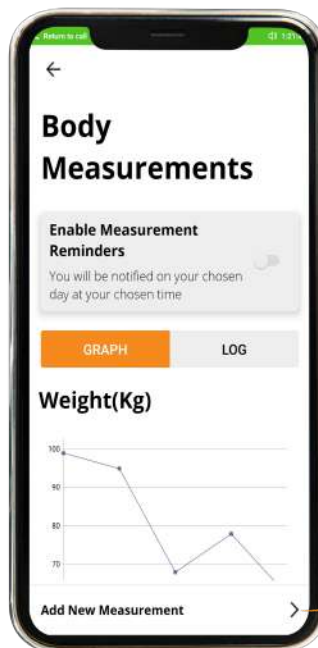 Return to call
Body
Measurements
Enable Measurement
Reminders
You will be notified on your chosen
day at your chosen time
GRAPH
LOG
Weight(Kg)
100
90
80
70
Add New Measurement